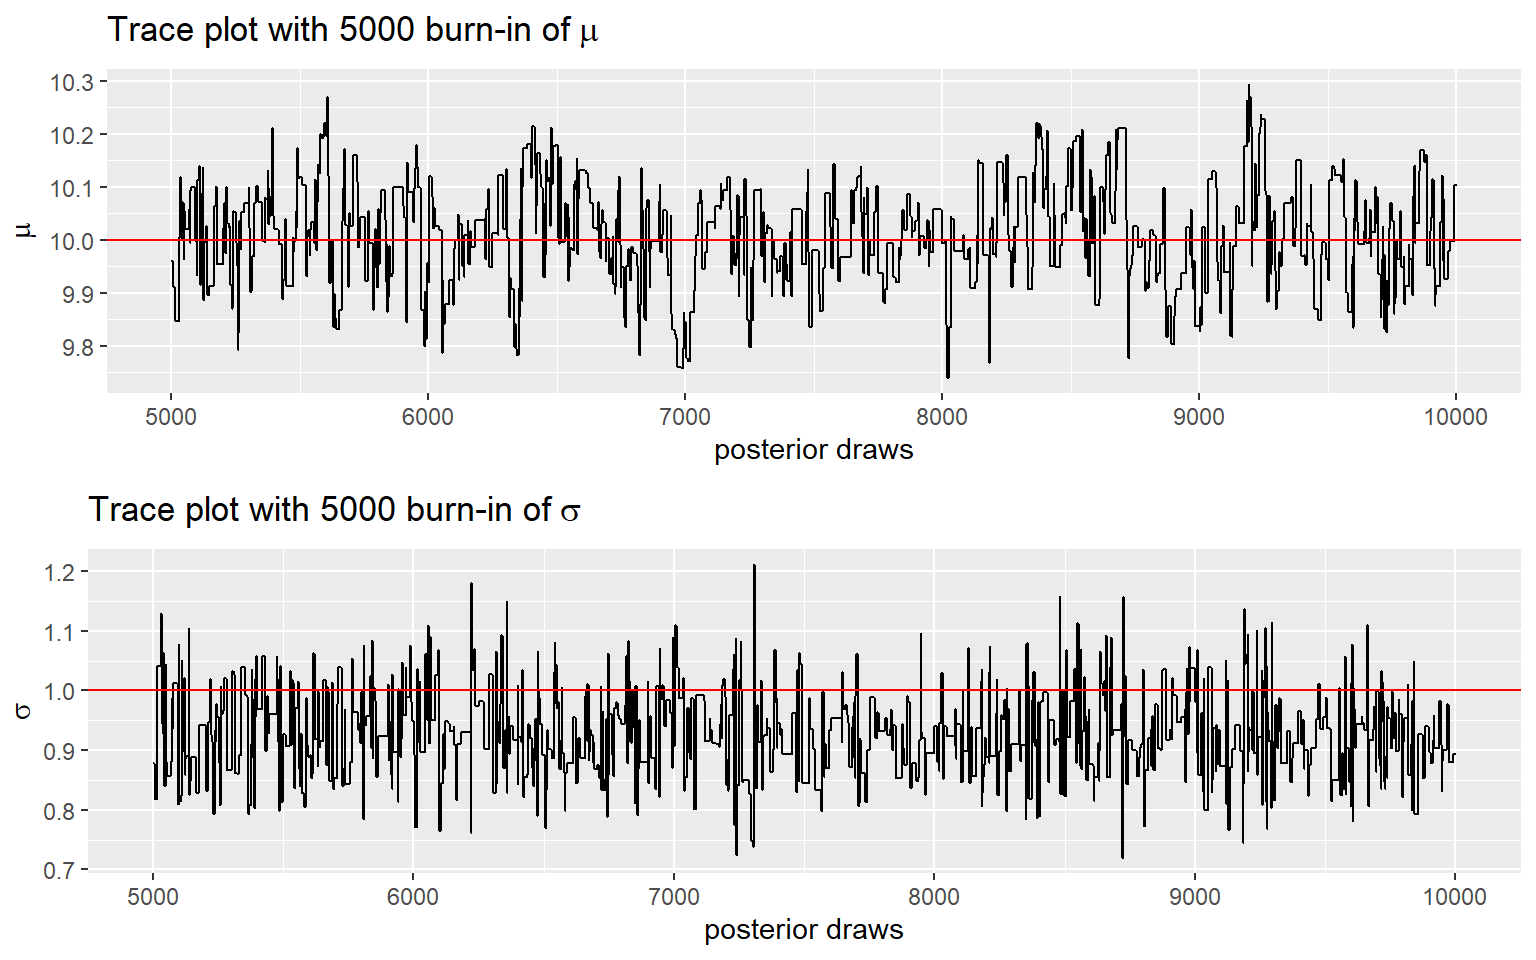 Trace plot with 5000 burn-in of μ
10.3
10.2
10.1
10.0
9.9
9.8
μ
5000 6000 7000 8000 9000 10000
posterior draws
Trace plot with 5000 burn-in of σ
1.2
1.1
1.0
0.9
0.8
0.7
σ
5000 6000 7000 8000 9000 10000
posterior draws